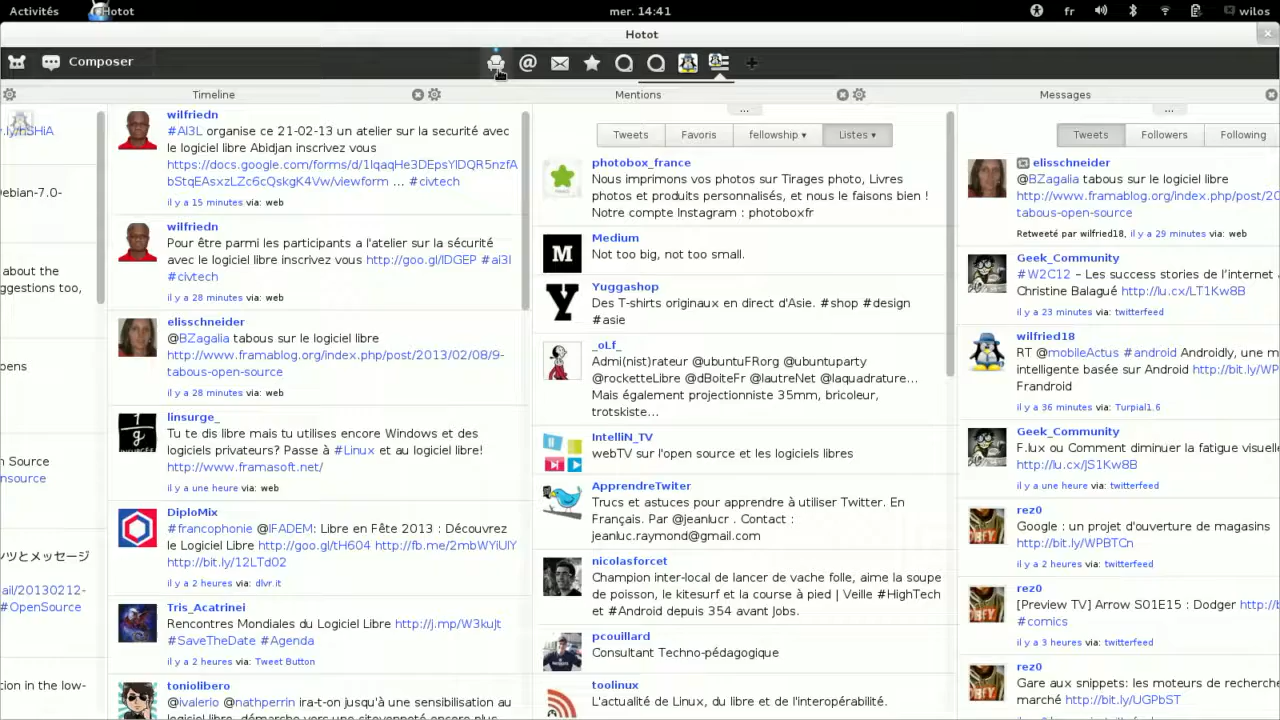 Activités
Hotot
mer. 14:41
fr
wilos
Hotot
Composer
ebian-7.0-
about the
ggestions too,
pens
n Source
nsource
ンツとメッセージ
ail/20130212-
#OpenSource
tion in the low-
Timeline
wilfriedn
#AI3L organise ce 21-02-13 un atelier sur la securité avec
le logiciel libre Abidjan inscrivez vous
https://docs.google.com/forms/d/1lqaqHe3DEpsYlDQR5nzfA
bStqEAsxzLZc6cQskgK4Vw/viewform ... #civtech
il y a 15 minutes via: web
wilfriedn
Pour être parmi les participants a l'atelier sur la sécurité
avec le logiciel libre inscrivez vous http://goo.gl/lDGEP #ai3l
#civtech
il y a 28 minutes via: web
elisschneider
@BZagalia tabous sur le logiciel libre
http://www.framablog.org/index.php/post/2013/02/08/9-
tabous-open-source
il y a 28 minutes via: web
linsurge_
Tu te dis libre mais tu utilises encore Windows et des
logiciels privateurs? Passe à #Linux et au logiciel libre!
http://www.framasoft.net/
il y a une heure via: web
DiploMix
#francophonie @IFADEM: Libre en Fête 2013 : Découvrez
le Logiciel Libre http://goo.gl/tH604 http://fb.me/2mbWYiUlY
http://bit.ly/12LTd02
il y a 2 heures via: dlvr.it
Tris_Acatrinei
Rencontres Mondiales du Logiciel Libre http://j.mp/W3kuJt
#SaveTheDate #Agenda
il y a 2 heures via: Tweet Button
toniolibero
@ivalerio @nathperrin ira-t-on jusqu'à une sensibilisation au
logiciel libre, démarche vers une citoyenneté encore plus
Mentions
...
Tweets
Favoris
fellowship ▾
Listes ▾
photobox_france
Nous imprimons vos photos sur Tirages photo, Livres
photos et produits personnalisés, et nous le faisons bien !
Notre compte Instagram : photoboxfr
Medium
Not too big, not too small.
Yuggashop
Des T-shirts originaux en direct d'Asie. #shop #design
#asie
_oLf_
Admi(nist)rateur @ubuntuFRorg @ubuntuparty
@rocketteLibre @dBoiteFr @lautreNet @laquadrature...
Mais également projectionniste 35mm, bricoleur,
trotskiste...
IntelliN_TV
webTV sur l'open source et les logiciels libres
ApprendreTwiter
Trucs et astuces pour apprendre à utiliser Twitter. En
Français. Par @jeanlucr . Contact :
jeanluc.raymond@gmail.com
nicolasforcet
Champion inter-local de lancer de vache folle, aime la soupe
de poisson, le kitesurf et la course à pied | Veille #HighTech
et #Android depuis 354 avant Jobs.
pcouillard
Consultant Techno-pédagogique
toolinux
L'actualité de Linux, du libre et de l'interopérabilité.
Messages
...
Tweets
Followers
Following
elisschneider
@BZagalia tabous sur le logiciel libre
http://www.framablog.org/index.php/post/20
tabous-open-source
Retweeté par wilfried18, il y a 29 minutes via: web
Geek_Community
#W2C12 – Les success stories de l'internet
Christine Balagué http://lu.cx/LT1Kw8B
il y a 23 minutes via: twitterfeed
wilfried18
RT @mobileActus #android Androidly, une m
intelligente basée sur Android http://bit.ly/WP
Frandroid
il y a 36 minutes via: Turpial1.6
Geek_Community
F.lux ou Comment diminuer la fatigue visuelle
http://lu.cx/JS1Kw8B
il y a une heure via: twitterfeed
rez0
Google : un projet d'ouverture de magasins
http://bit.ly/WPBTCn
il y a 2 heures via: twitterfeed
rez0
[Preview TV] Arrow S01E15 : Dodger http://b
#comics
il y a 3 heures via: twitterfeed
rez0
Gare aux snippets: les moteurs de recherche
marché http://bit.ly/UGPbST